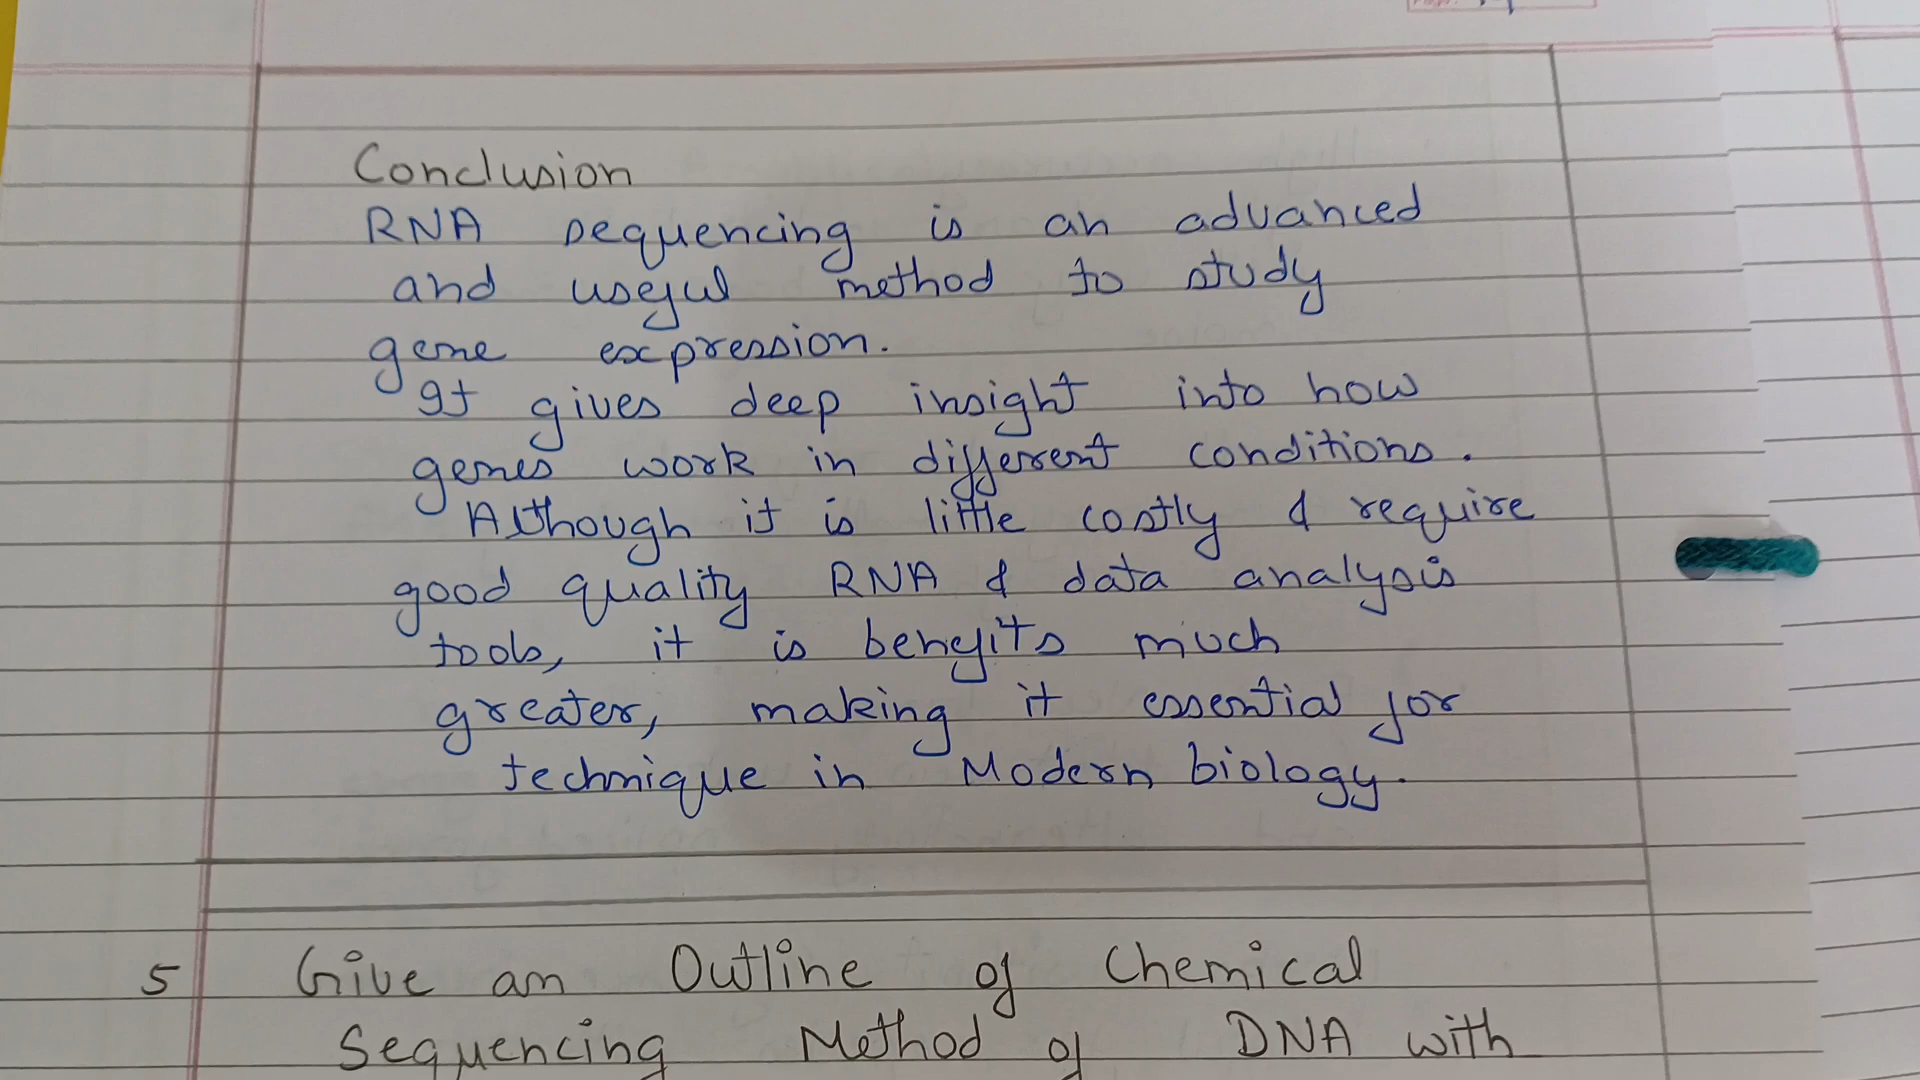 Conclusion
RNA sequencing is an advanced
and useful method to study
gene expression.
It gives deep insight into how
genes work in different conditions.
Although it is little costly & require
good quality RNA & data analysis
tools, it is benefits much
greater, making it essential for
technique in Modern biology.
5 Give an Outline of Chemical
Sequencing Method of DNA with